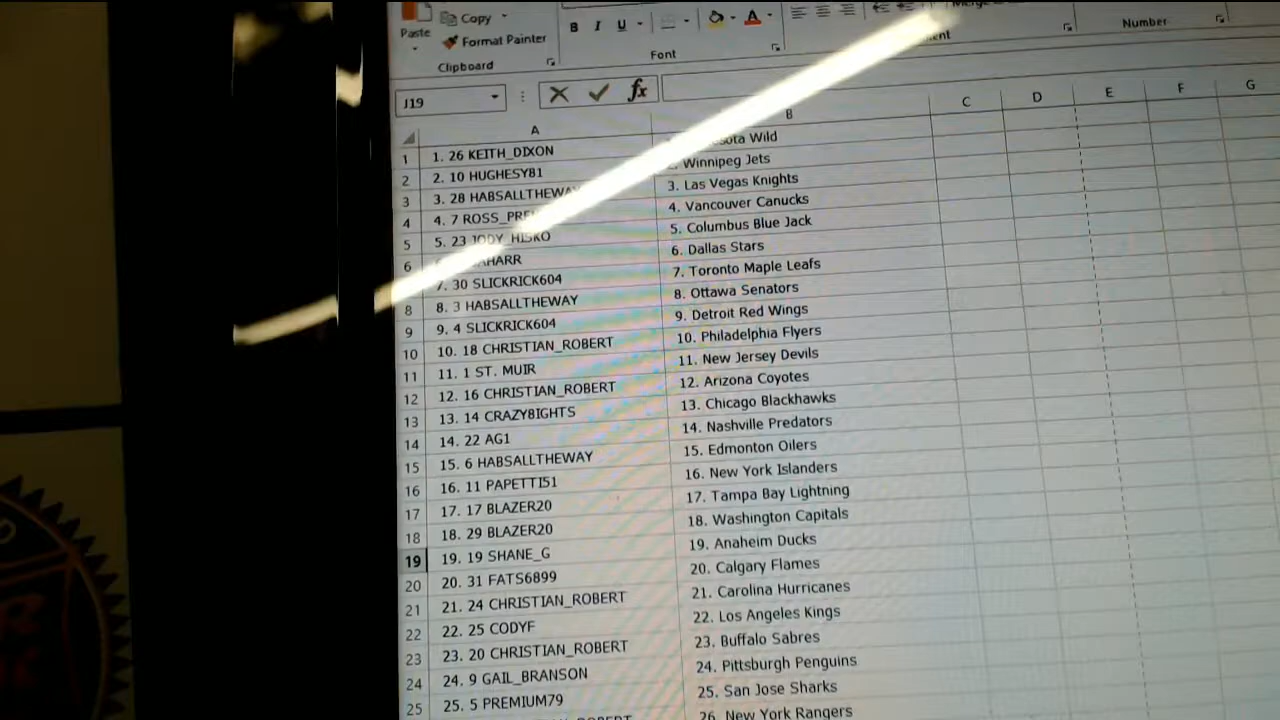 Paste
Copy
Format Painter
Clipboard
B I U
Font
Number
J19
fx
A B C D E F G
1 1. 26 KEITH_DIXON Wild
2 2. 10 HUGHESY81 Winnipeg Jets
3 3. 28 HABSALLTHEWAY 3. Las Vegas Knights
4 4. 7 4. Vancouver Canucks
5 5. 23 JODY_HISKO 5. Columbus Blue Jack
6 6. Dallas Stars
7. 30 SLICKRICK604 7. Toronto Maple Leafs
8 8. 3 HABSALLTHEWAY 8. Ottawa Senators
9 9. 4 SLICKRICK604 9. Detroit Red Wings
10 10. 18 CHRISTIAN_ROBERT 10. Philadelphia Flyers
11 11. 1 ST. MUIR 11. New Jersey Devils
12 12. 16 CHRISTIAN_ROBERT 12. Arizona Coyotes
13 13. 14 CRAZY8IGHTS 13. Chicago Blackhawks
14 14. 22 AG1 14. Nashville Predators
15 15. 6 HABSALLTHEWAY 15. Edmonton Oilers
16 16. 11 PAPETTI51 16. New York Islanders
17 17. 17 BLAZER20 17. Tampa Bay Lightning
18 18. 29 BLAZER20 18. Washington Capitals
19 19. 19 SHANE_G 19. Anaheim Ducks
20 20. 31 FATS6899 20. Calgary Flames
21 21. 24 CHRISTIAN_ROBERT 21. Carolina Hurricanes
22 22. 25 CODYF 22. Los Angeles Kings
23 23. 20 CHRISTIAN_ROBERT 23. Buffalo Sabres
24 24. 9 GAIL_BRANSON 24. Pittsburgh Penguins
25 25. 5 PREMIUM79 25. San Jose Sharks
26. New York Rangers